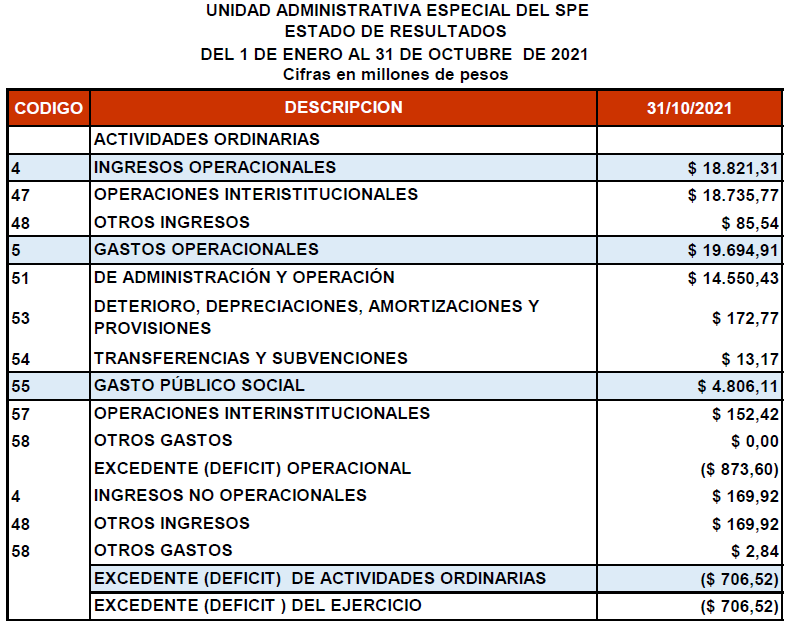 UNIDAD ADMINISTRATIVA ESPECIAL DEL SPE
ESTADO DE RESULTADOS
DEL 1 DE ENERO AL 31 DE OCTUBRE DE 2021
Cifras en millones de pesos
CODIGO DESCRIPCION 31/10/2021
ACTIVIDADES ORDINARIAS
4 INGRESOS OPERACIONALES $ 18.821,31
47 OPERACIONES INTERISTITUCIONALES $ 18.735,77
48 OTROS INGRESOS $ 85,54
5 GASTOS OPERACIONALES $ 19.694,91
51 DE ADMINISTRACIÓN Y OPERACIÓN $ 14.550,43
53 DETERIORO, DEPRECIACIONES, AMORTIZACIONES Y
PROVISIONES $ 172,77
54 TRANSFERENCIAS Y SUBVENCIONES $ 13,17
55 GASTO PÚBLICO SOCIAL $ 4.806,11
57 OPERACIONES INTERINSTITUCIONALES $ 152,42
58 OTROS GASTOS $ 0,00
EXCEDENTE (DEFICIT) OPERACIONAL ($ 873,60)
4 INGRESOS NO OPERACIONALES $ 169,92
48 OTROS INGRESOS $ 169,92
58 OTROS GASTOS $ 2,84
EXCEDENTE (DEFICIT) DE ACTIVIDADES ORDINARIAS ($ 706,52)
EXCEDENTE (DEFICIT ) DEL EJERCICIO ($ 706,52)